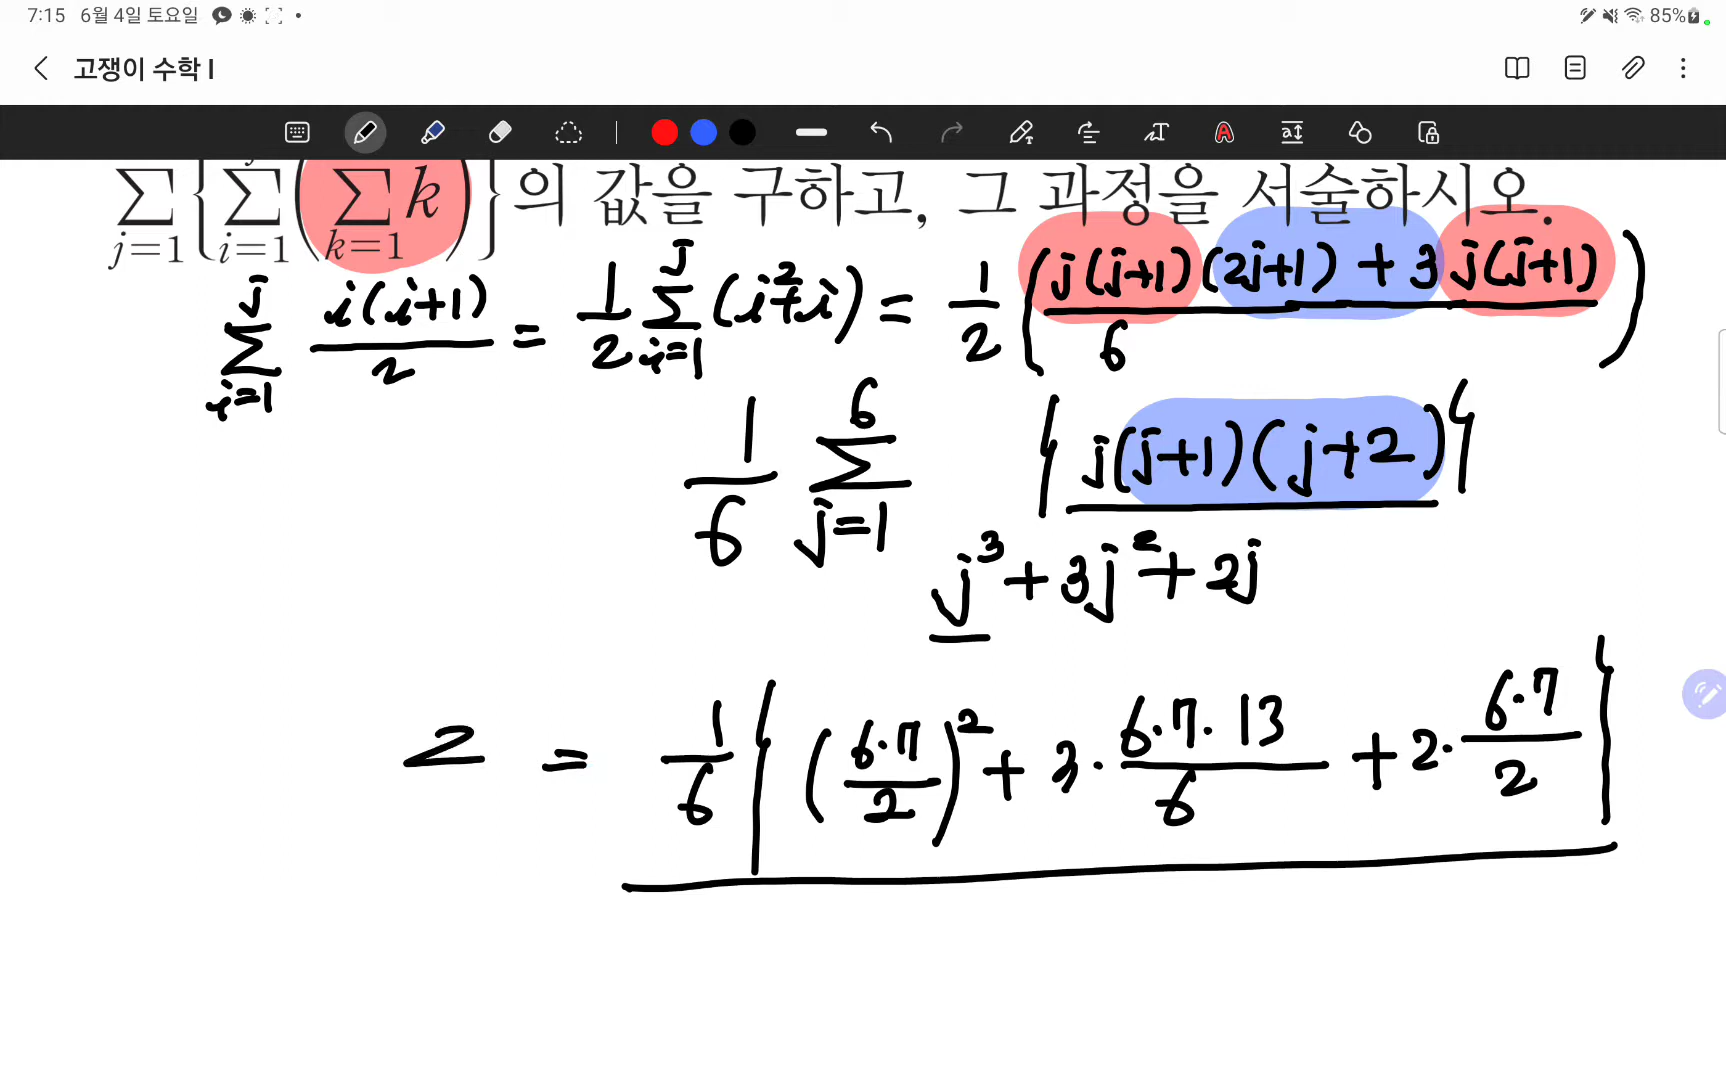 7:15 6월 4일 토요일 85%
고쟁이 수학 I
∑_{j=1}{∑_{i=1}(∑_{k=1} k)}의 값을 구하고, 그 과정을 서술하시오.
∑_{i=1}^{j} i(i+1)/2 = 1/2 ∑_{i=1}^{j} (i²+i) = 1/2 ( (j(j+1)(2j+1) + 3j(j+1))/6 )
1/6 ∑_{j=1}^{6} { j(j+1)(j+2) }
j³ + 3j² + 2j
= 1/6 { (6·7/2)² + 3· 6·7·13/6 + 2· 6·7/2 }